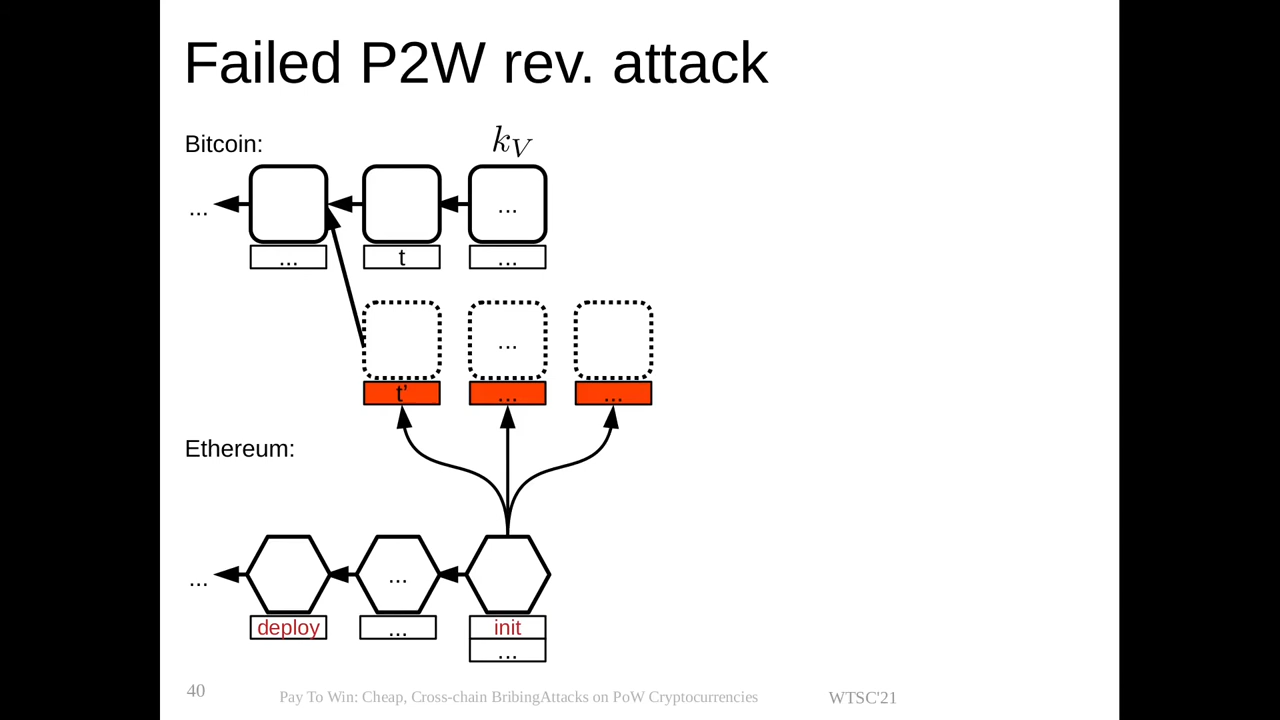 Failed P2W rev. attack
Bitcoin:
k_V
... ...
... t ...
...
t' ... ...
Ethereum:
... ...
deploy ... init
...
40 Pay To Win: Cheap, Cross-chain BribingAttacks on PoW Cryptocurrencies WTSC'21